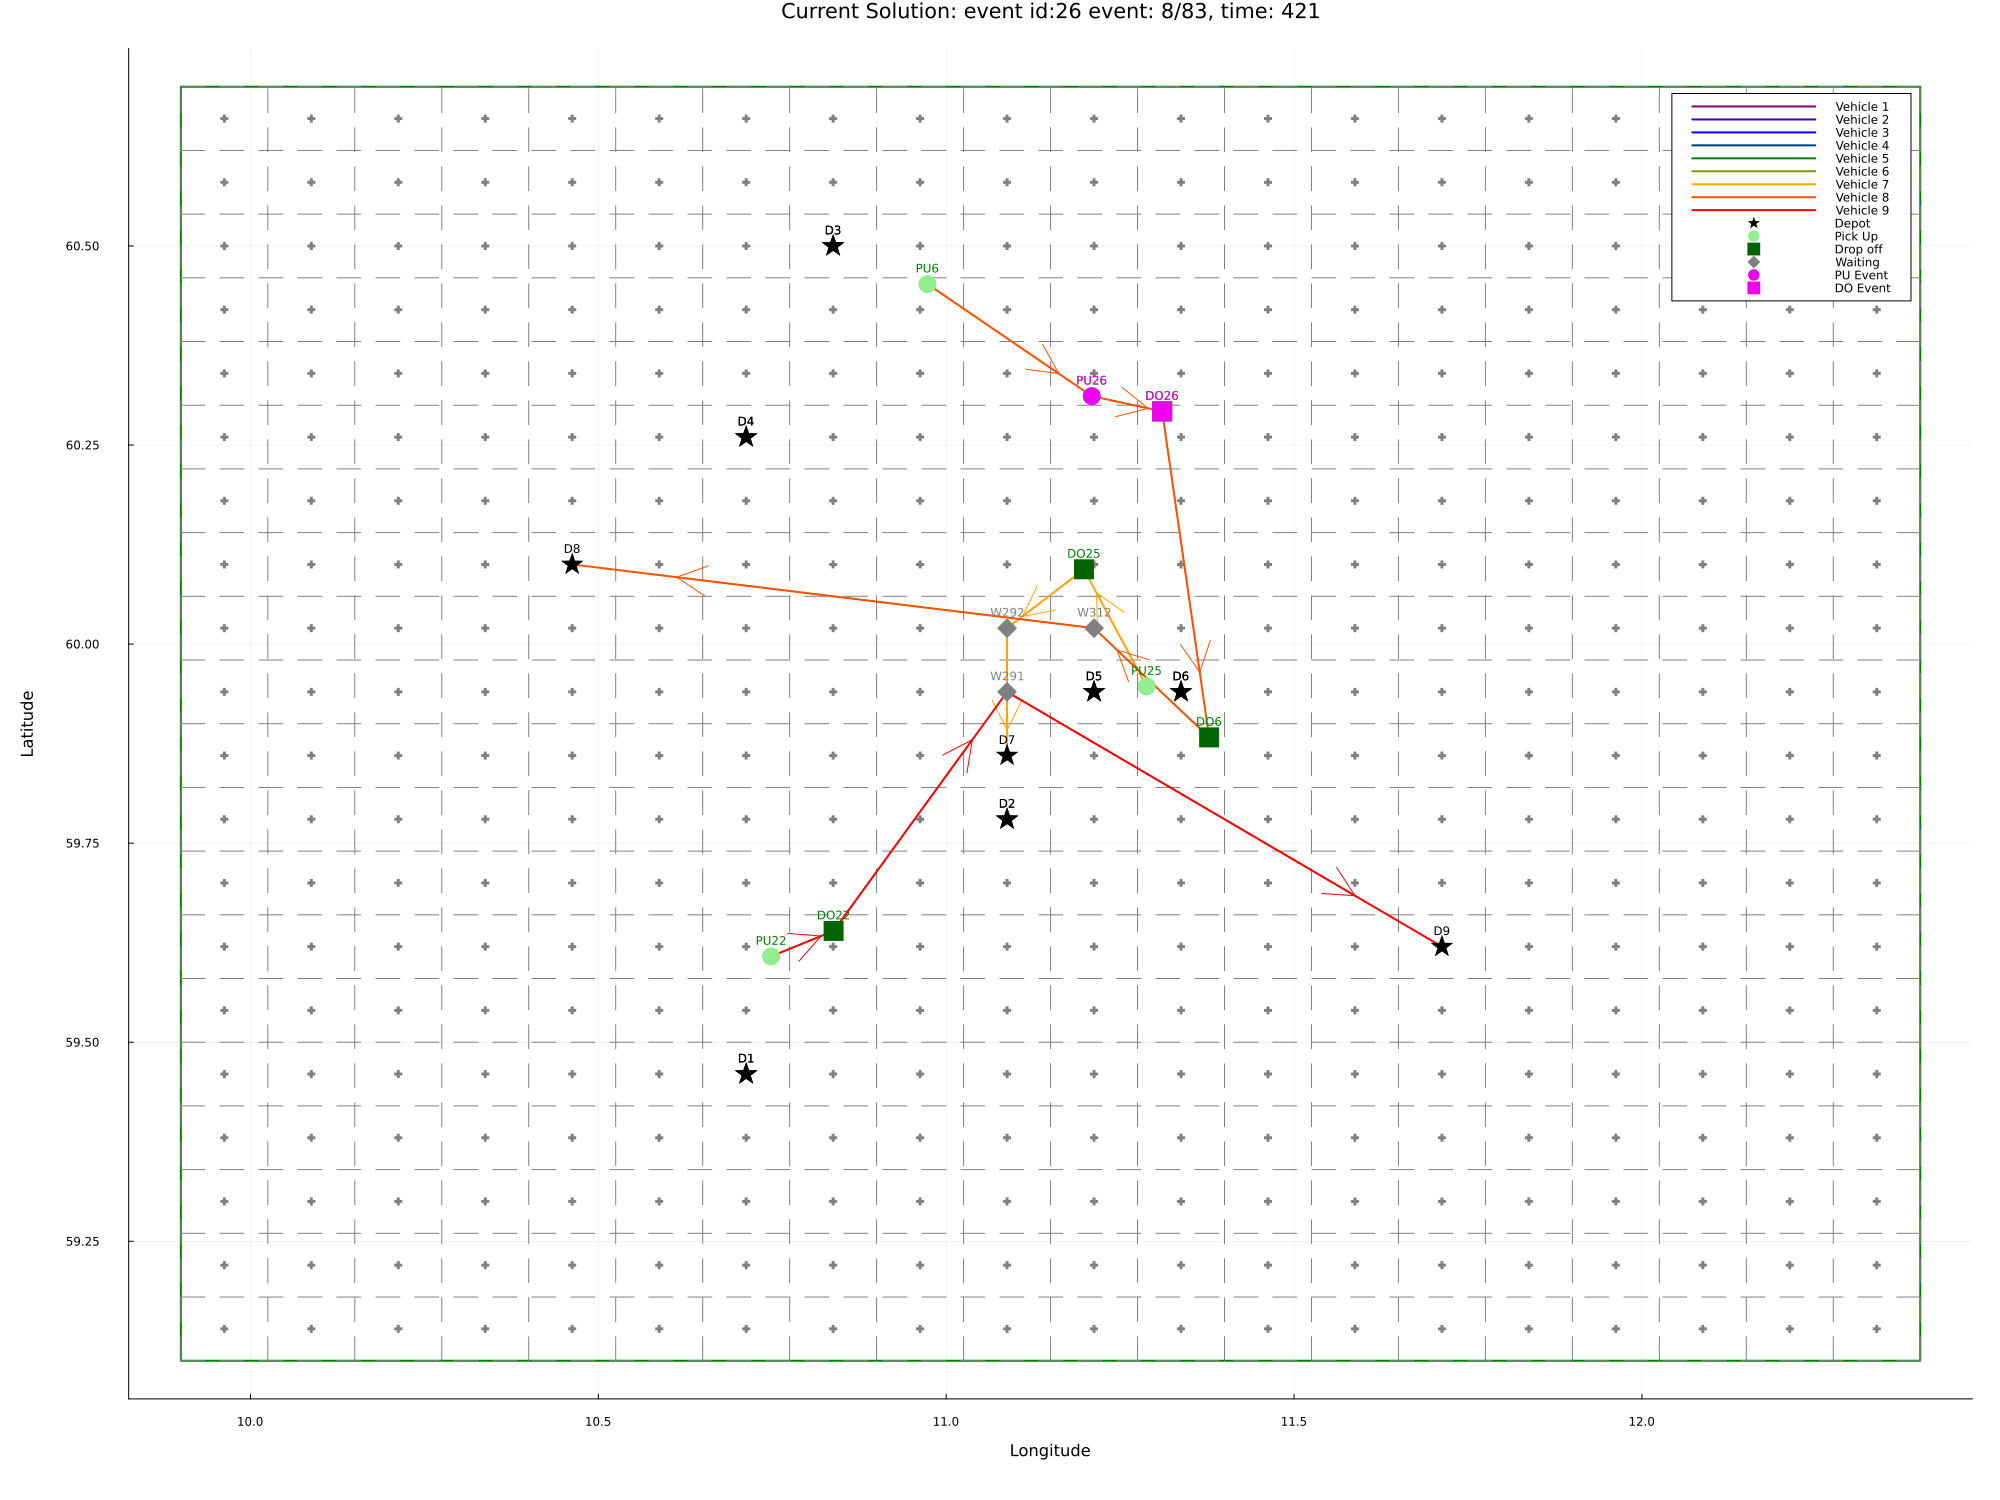 Current Solution: event id:26 event: 8/83, time: 421
Vehicle 1
Vehicle 2
Vehicle 3
Vehicle 4
Vehicle 5
Vehicle 6
Vehicle 7
Vehicle 8
Vehicle 9
Depot
Pick Up
Drop off
Waiting
PU Event
DO Event
D3
60.50
PU6
PU26
DO26
D4
60.25
D8
DO25
W292
W312
60.00
PU25
W291
D5
D6
DO6
D7
D2
59.75
DO22
PU22
D9
59.50
D1
59.25
Latitude
10.0
10.5
11.0
11.5
12.0
Longitude